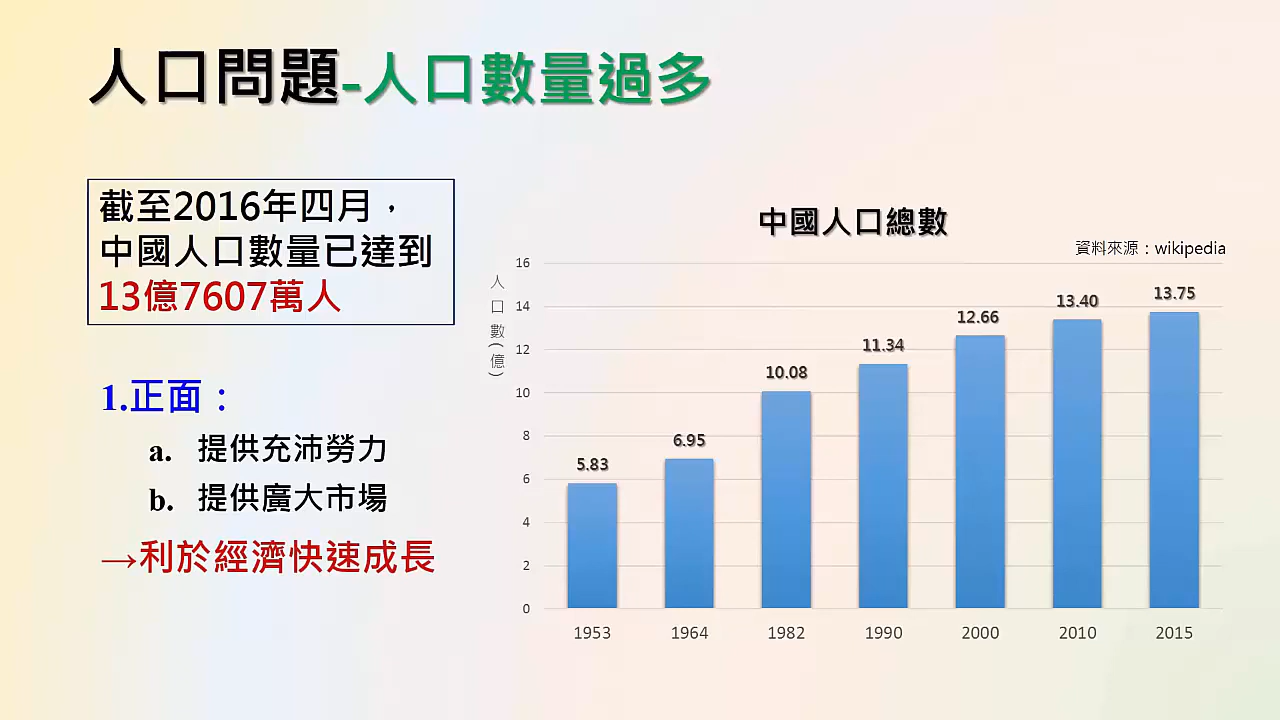 人口問題-人口數量過多
截至2016年四月，
中國人口數量已達到
13億7607萬人
1.正面：
a. 提供充沛勞力
b. 提供廣大市場
→利於經濟快速成長
中國人口總數
資料來源：wikipedia
人口數(億)
16
14
12
10
8
6
4
2
0
5.83
6.95
10.08
11.34
12.66
13.40
13.75
1953
1964
1982
1990
2000
2010
2015